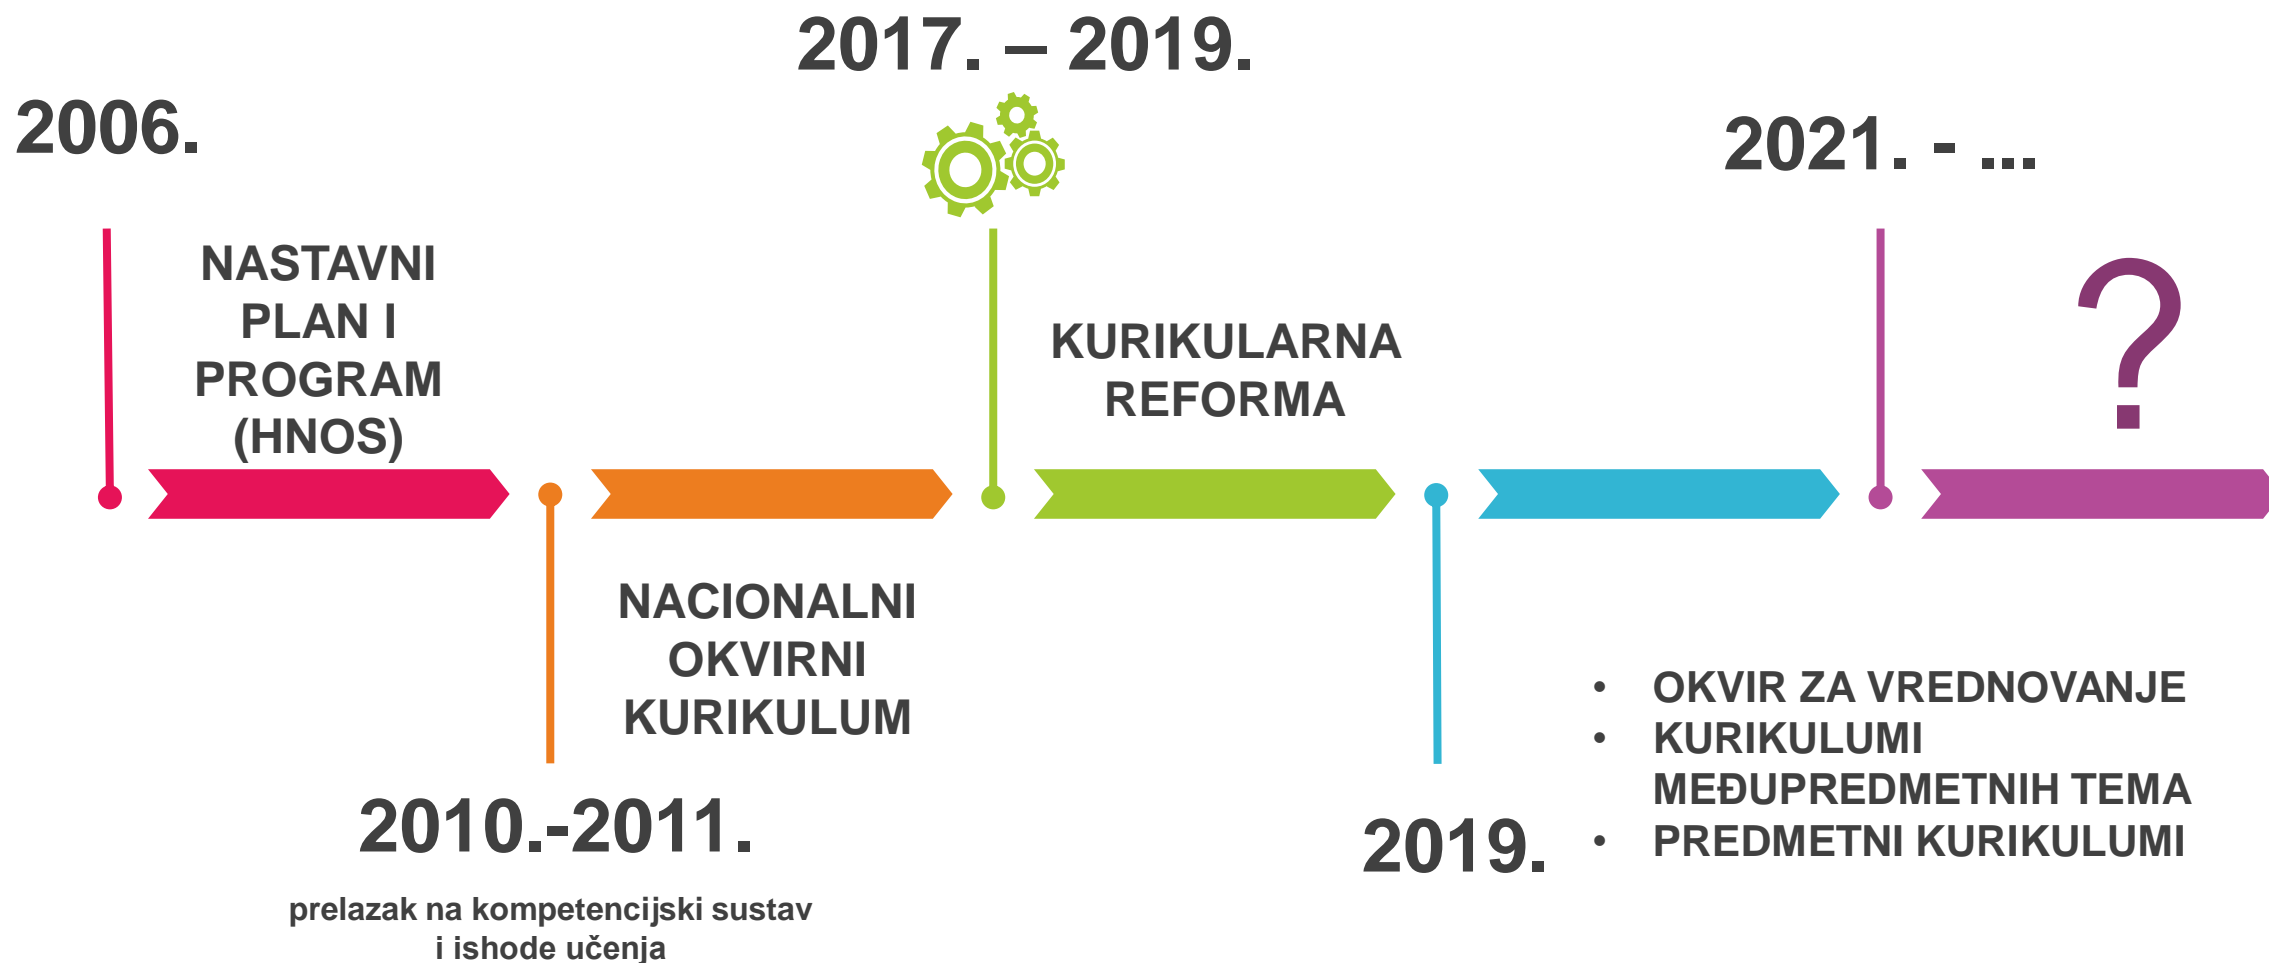 2006.
NASTAVNI
PLAN I
PROGRAM
(HNOS)
2010.-2011.
prelazak na kompetencijski sustav
i ishode učenja
NACIONALNI
OKVIRNI
KURIKULUM
2017. – 2019.
KURIKULARNA
REFORMA
2019.
• OKVIR ZA VREDNOVANJE
• KURIKULUMI
MEĐUPREDMETNIH TEMA
• PREDMETNI KURIKULUMI
2021. - ...
?